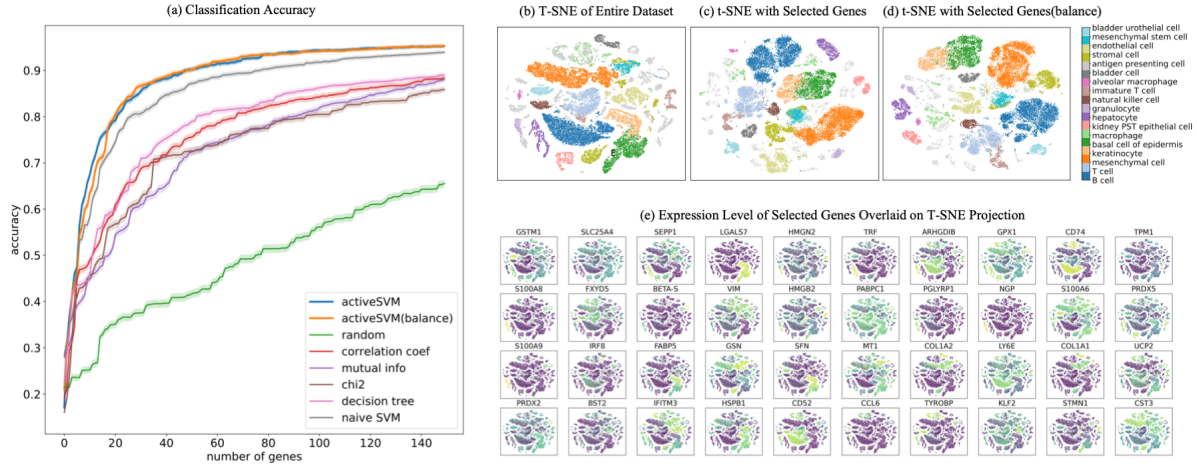 (a) Classification Accuracy
0.9
0.8
0.7
0.6
0.5
0.4
0.3
0.2
accuracy
0
20
40
60
80
100
120
140
number of genes
activeSVM
activeSVM(balance)
random
correlation coef
mutual info
chi2
decision tree
naive SVM
(b) T-SNE of Entire Dataset
(c) t-SNE with Selected Genes
(d) t-SNE with Selected Genes(balance)
bladder urothelial cell
mesenchymal stem cell
endothelial cell
stromal cell
antigen presenting cell
bladder cell
alveolar macrophage
immature T cell
natural killer cell
granulocyte
hepatocyte
kidney PST epithelial cell
macrophage
basal cell of epidermis
keratinocyte
mesenchymal cell
T cell
B cell
(e) Expression Level of Selected Genes Overlaid on T-SNE Projection
GSTM1 SLC25A4 SEPP1 LGALS7 HMGN2 TRF ARHGDIB GPX1 CD74 TPM1
S100A8 FXYD5 BETA-S VIM HMGB2 PABPC1 PGLYRP1 NGP S100A6 PRDX5
S100A9 IRF8 FABP5 GSN SFN MT1 COL1A2 LY6E COL1A1 UCP2
PRDX2 BST2 IFITM3 HSPB1 CD52 CCL6 TYROBP KLF2 STMN1 CST3